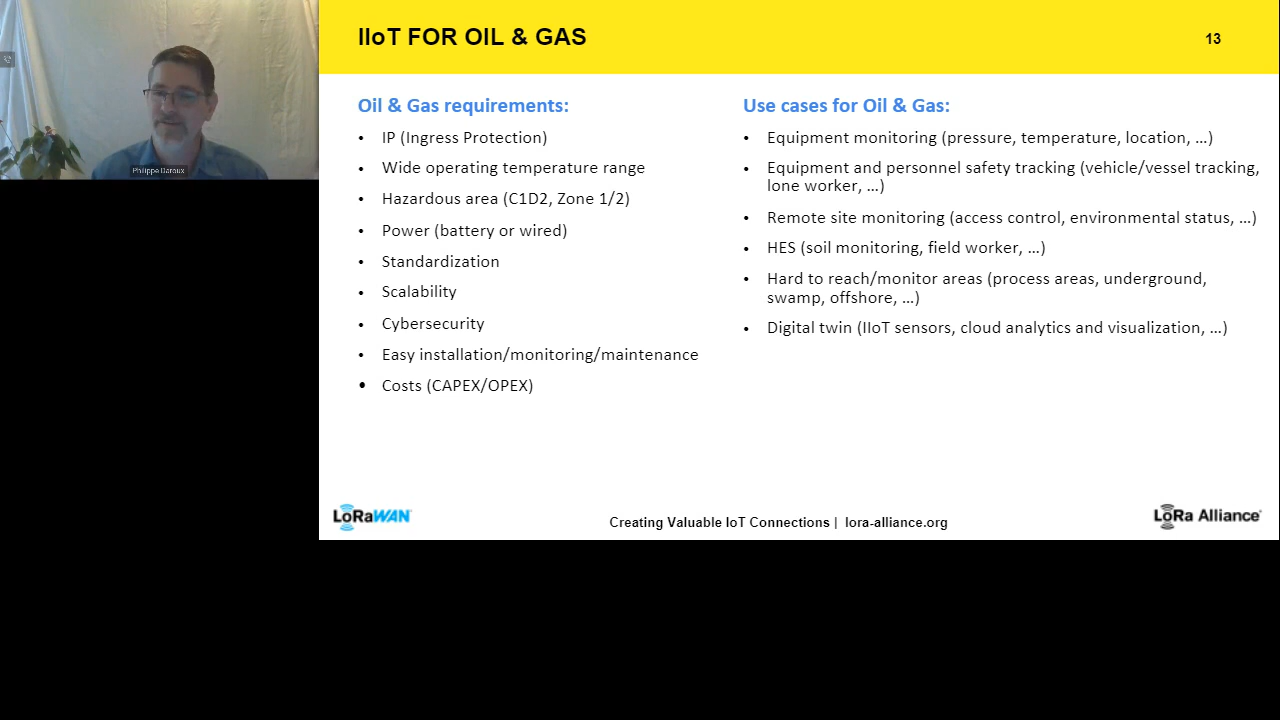 Philippe Daroux
IIoT FOR OIL & GAS
13
Oil & Gas requirements:
• IP (Ingress Protection)
• Wide operating temperature range
• Hazardous area (C1D2, Zone 1/2)
• Power (battery or wired)
• Standardization
• Scalability
• Cybersecurity
• Easy installation/monitoring/maintenance
• Costs (CAPEX/OPEX)
Use cases for Oil & Gas:
• Equipment monitoring (pressure, temperature, location, …)
• Equipment and personnel safety tracking (vehicle/vessel tracking,
lone worker, …)
• Remote site monitoring (access control, environmental status, …)
• HES (soil monitoring, field worker, …)
• Hard to reach/monitor areas (process areas, underground,
swamp, offshore, …)
• Digital twin (IIoT sensors, cloud analytics and visualization, …)
LoRaWAN
Creating Valuable IoT Connections | lora-alliance.org
LoRa Alliance